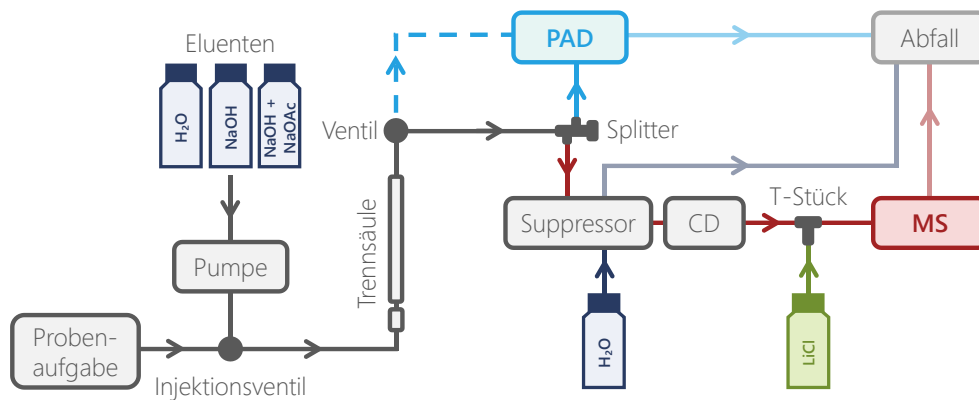 Eluenten
H₂O
NaOH
NaOH +
NaOAc
PAD
Abfall
Ventil
Splitter
T-Stück
Trennsäule
Suppressor
CD
MS
Pumpe
H₂O
LiCl
Proben-
aufgabe
Injektionsventil